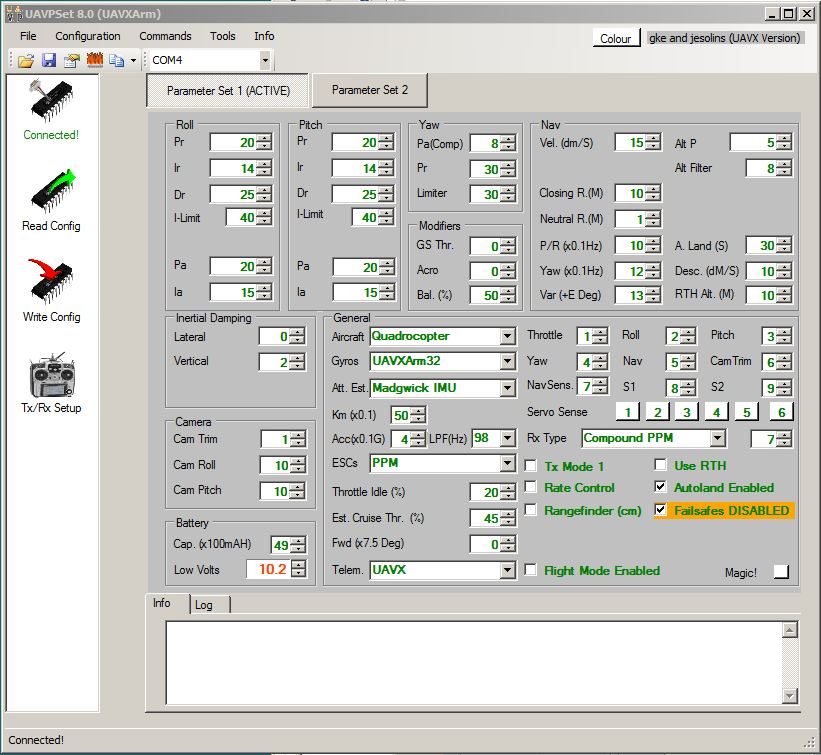 UAVPSet 8.0 (UAVXArm)
File Configuration Commands Tools Info
Colour gke and jesolins (UAVX Version)
COM4
Connected!
Read Config
Write Config
Tx/Rx Setup
Parameter Set 1 (ACTIVE) Parameter Set 2
Roll
Pr 20
Ir 14
Dr 25
I-Limit 40
Pa 20
Ia 15
Pitch
Pr 20
Ir 14
Dr 25
I-Limit 40
Pa 20
Ia 15
Yaw
Pa(Comp) 8
Pr 30
Limiter 30
Modifiers
GS Thr. 0
Acro 0
Bal. (%) 50
Nav
Vel. (dm/S) 15 Alt P 5
Alt Filter 8
Closing R.(M) 10
Neutral R.(M) 1
P/R (x0.1Hz) 10 A. Land (S) 30
Yaw (x0.1Hz) 12 Desc. (dM/S) 10
Var (+E Deg) 13 RTH Alt. (M) 10
Inertial Damping
Lateral 0
Vertical 2
Camera
Cam Trim 1
Cam Roll 10
Cam Pitch 10
Battery
Cap. (x100mAH) 49
Low Volts 10.2
General
Aircraft Quadrocopter
Gyros UAVXArm32
Att. Est. Madgwick IMU
Km (x0.1) 50
Acc(x0.1G) 4 LPF(Hz) 98
ESCs PPM
Throttle Idle (%) 20
Est. Cruise Thr. (%) 45
Fwd (x7.5 Deg) 0
Telem. UAVX
Throttle 1 Roll 2 Pitch 3
Yaw 4 Nav 5 CamTrim 6
NavSens. 7 S1 8 S2 9
Servo Sense 1 2 3 4 5 6
Rx Type Compound PPM 7
Tx Mode 1 Use RTH
Rate Control Autoland Enabled
Rangefinder (cm) Failsafes DISABLED
Flight Mode Enabled Magic!
Info Log
Connected!